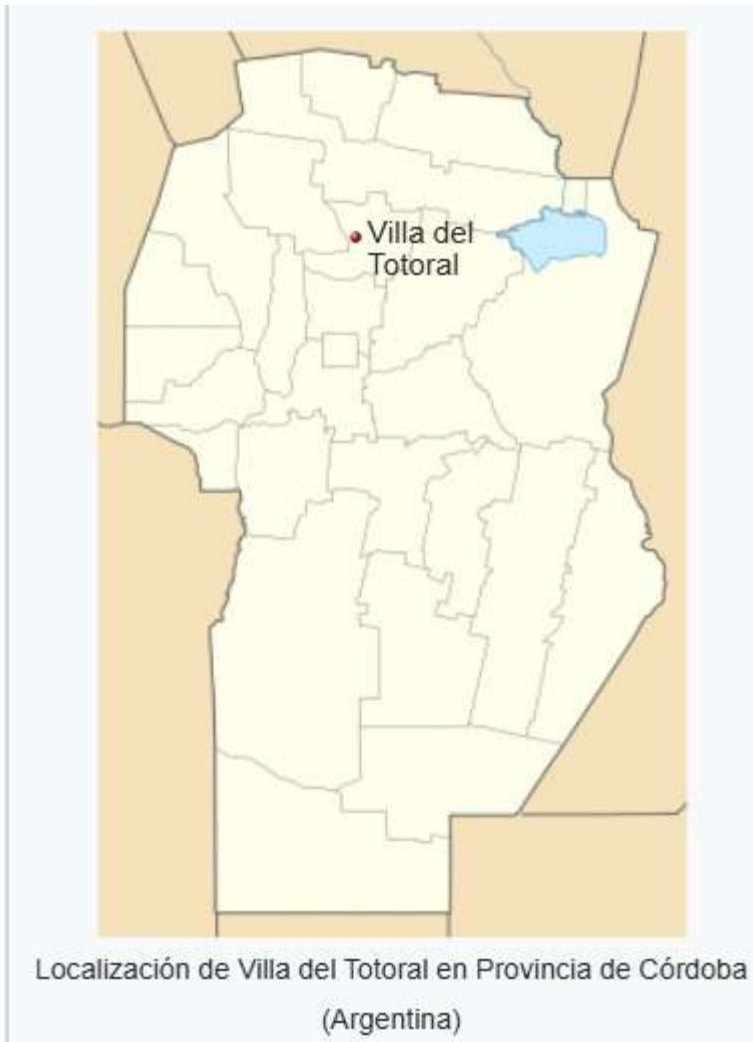 Villa del
Totoral
Localización de Villa del Totoral en Provincia de Córdoba
(Argentina)